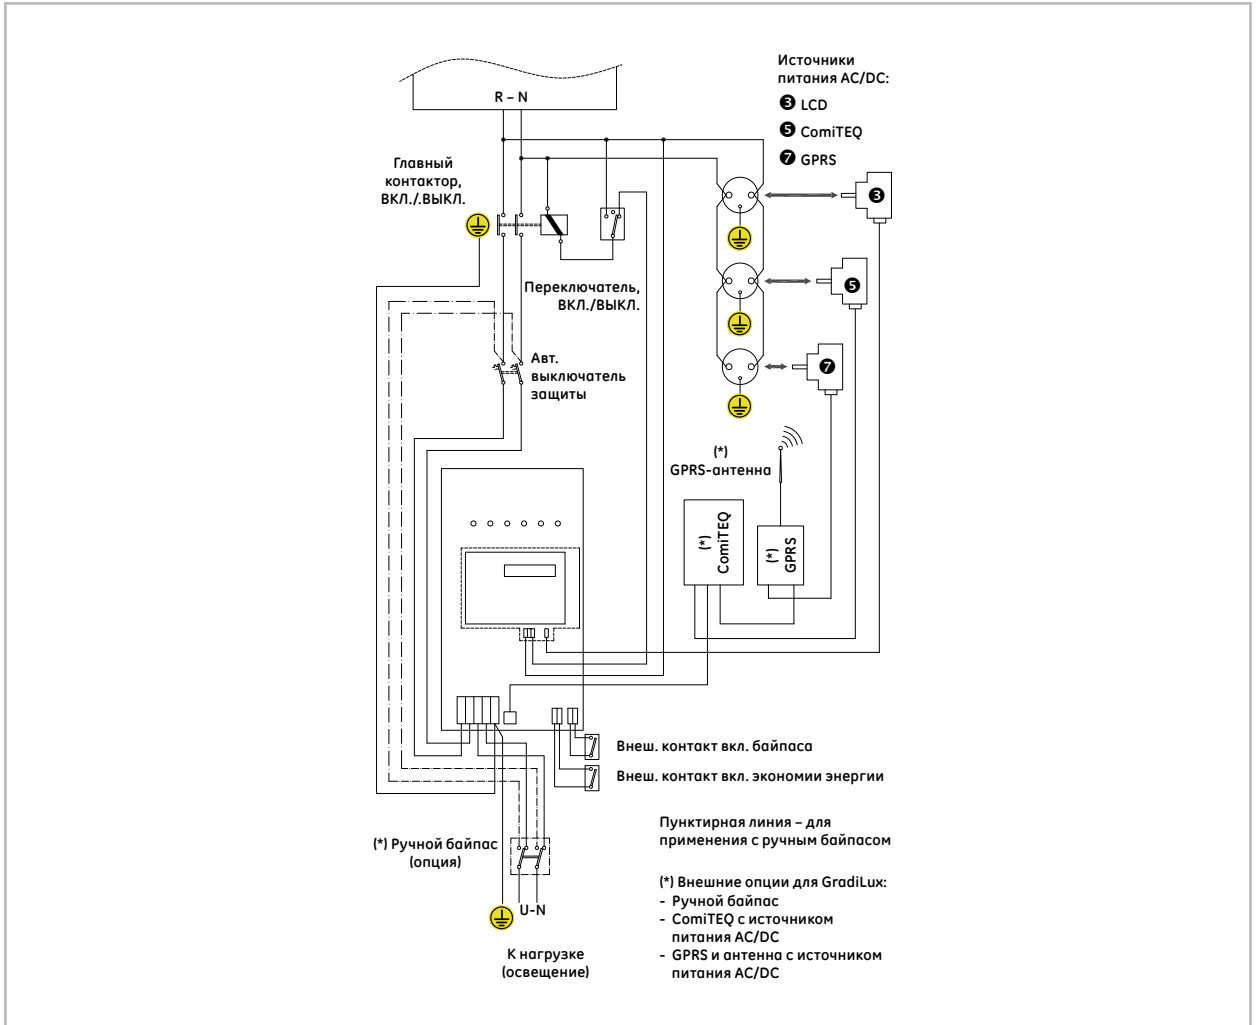 Источники
питания AC/DC:
❸ LCD
❺ ComiTEQ
❼ GPRS
R – N
Главный
контактор,
ВКЛ./.ВЫКЛ.
❸
Переключатель,
ВКЛ./ВЫКЛ.
❺
Авт.
выключатель
защиты
❼
(*)
GPRS-антенна
(*)
ComiTEQ
(*)
GPRS
Внеш. контакт вкл. байпаса
Внеш. контакт вкл. экономии энергии
Пунктирная линия – для
применения с ручным байпасом
(*) Ручной байпас
(опция)
(*) Внешние опции для GradiLux:
- Ручной байпас
- ComiTEQ с источником
питания AC/DC
- GPRS и антенна с источником
питания AC/DC
U-N
К нагрузке
(освещение)